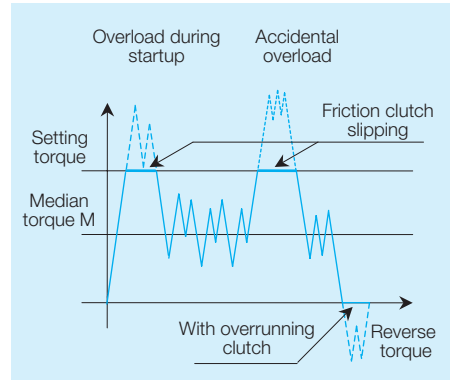 Overload during
startup
Accidental
overload
Friction clutch
slipping
Setting
torque
Median
torque M
With overrunning
clutch
Reverse
torque